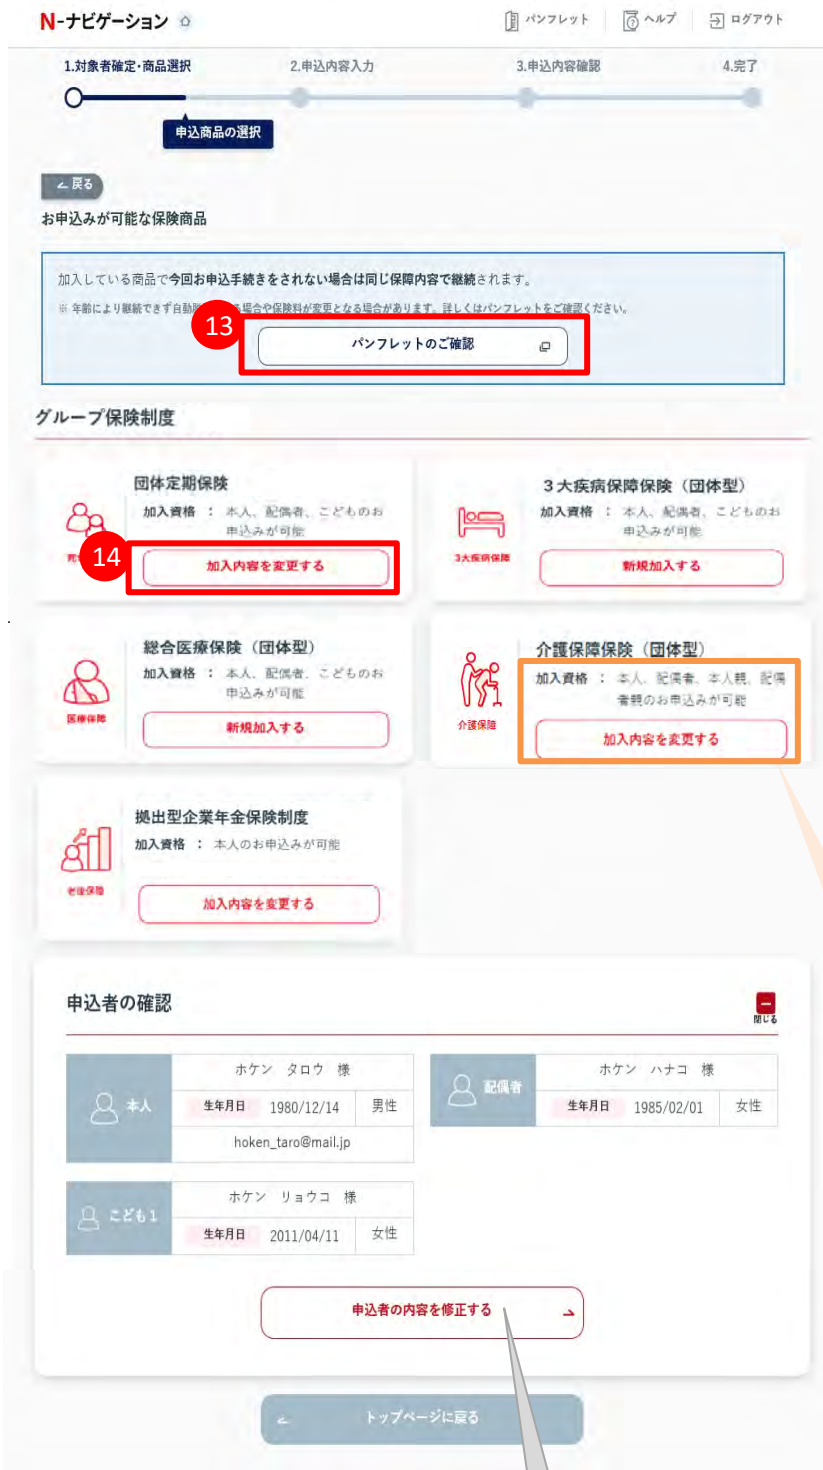 N-ナビゲーション
パンフレット
ヘルプ
ログアウト
1.対象者確定・商品選択
2.申込内容入力
3.申込内容確認
4.完了
申込商品の選択
戻る
お申込みが可能な保険商品
加入している商品で今回お申込手続きをされない場合は同じ保障内容で継続されます。
※ 年齢により継続できず自動 場合や保険料が変更となる場合があります。詳しくはパンフレットをご確認ください。
13
パンフレットのご確認
グループ保険制度
団体定期保険
加入資格 : 本人、配偶者、こどものお
申込みが可能
14
加入内容を変更する
3大疾病保障保険（団体型）
加入資格 : 本人、配偶者、こどものお
申込みが可能
3大疾病保障
新規加入する
総合医療保険（団体型）
加入資格 : 本人、配偶者、こどものお
申込みが可能
医療保障
新規加入する
介護保障保険（団体型）
加入資格 : 本人、配偶者、本人親、配偶
者親のお申込みが可能
介護保障
加入内容を変更する
拠出型企業年金保険制度
加入資格 : 本人のお申込みが可能
老後保障
加入内容を変更する
申込者の確認
閉じる
本人
ホケン タロウ 様
生年月日 1980/12/14 男性
hoken_taro@mail.jp
配偶者
ホケン ハナコ 様
生年月日 1985/02/01 女性
こども1
ホケン リョウコ 様
生年月日 2011/04/11 女性
申込者の内容を修正する
トップページに戻る